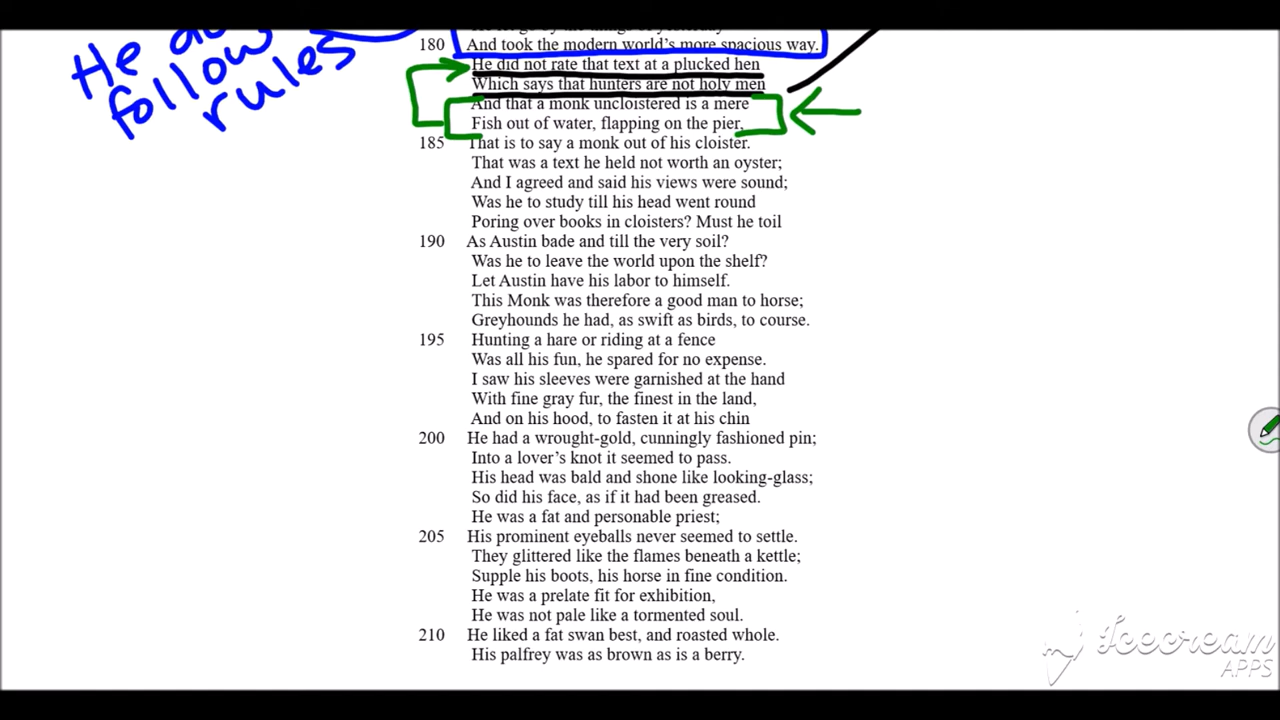 He do
follow
rules
180 And took the modern world's more spacious way.
He did not rate that text at a plucked hen
Which says that hunters are not holy men
And that a monk uncloistered is a mere
Fish out of water, flapping on the pier,
185 That is to say a monk out of his cloister.
That was a text he held not worth an oyster;
And I agreed and said his views were sound;
Was he to study till his head went round
Poring over books in cloisters? Must he toil
190 As Austin bade and till the very soil?
Was he to leave the world upon the shelf?
Let Austin have his labor to himself.
This Monk was therefore a good man to horse;
Greyhounds he had, as swift as birds, to course.
195 Hunting a hare or riding at a fence
Was all his fun, he spared for no expense.
I saw his sleeves were garnished at the hand
With fine gray fur, the finest in the land,
And on his hood, to fasten it at his chin
200 He had a wrought-gold, cunningly fashioned pin;
Into a lover's knot it seemed to pass.
His head was bald and shone like looking-glass;
So did his face, as if it had been greased.
He was a fat and personable priest;
205 His prominent eyeballs never seemed to settle.
They glittered like the flames beneath a kettle;
Supple his boots, his horse in fine condition.
He was a prelate fit for exhibition,
He was not pale like a tormented soul.
210 He liked a fat swan best, and roasted whole.
His palfrey was as brown as is a berry.
Icecream
APPS